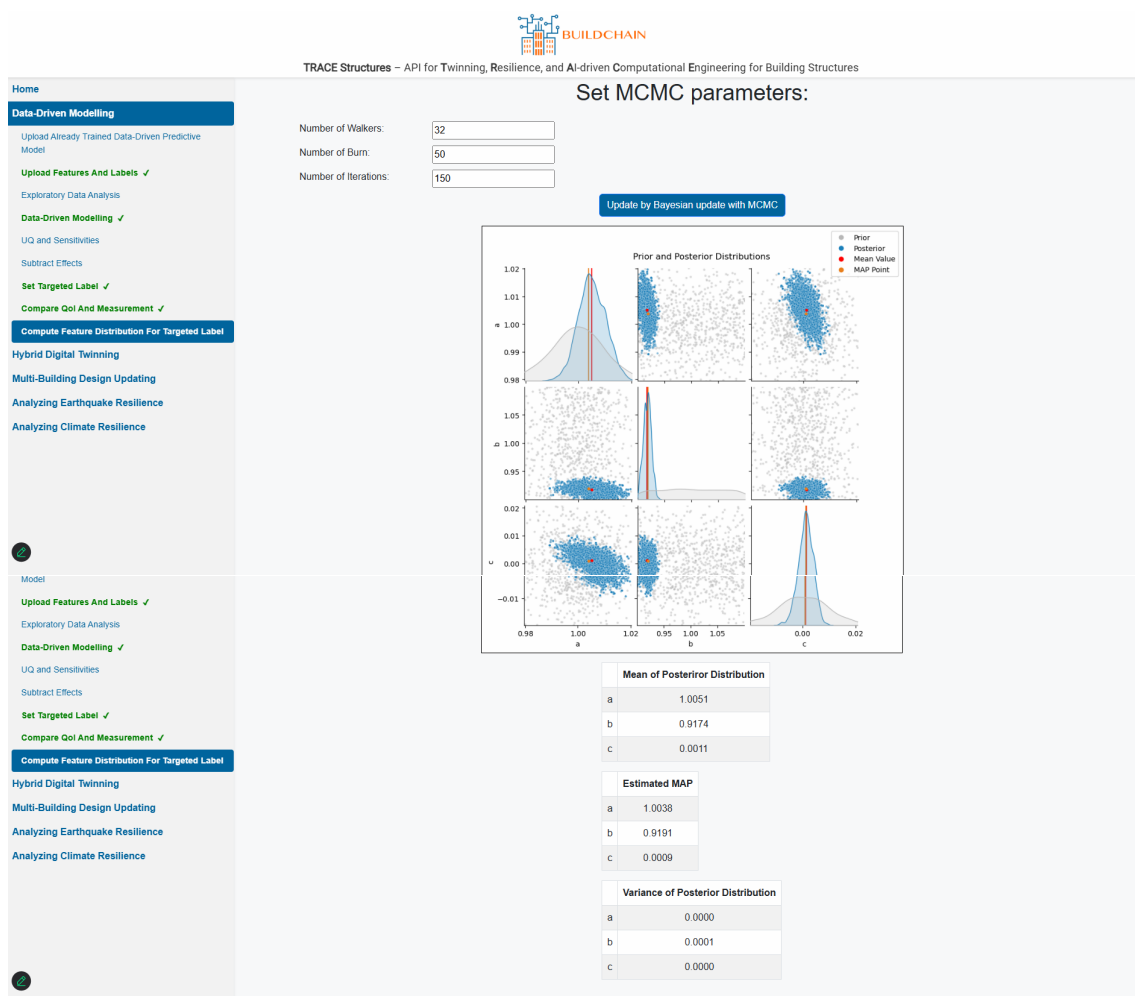 BUILDCHAIN
TRACE Structures – API for Twinning, Resilience, and AI-driven Computational Engineering for Building Structures
Home
Data-Driven Modelling
Upload Already Trained Data-Driven Predictive
Model
Upload Features And Labels ✓
Exploratory Data Analysis
Data-Driven Modelling ✓
UQ and Sensitivities
Subtract Effects
Set Targeted Label ✓
Compare QoI And Measurement ✓
Compute Feature Distribution For Targeted Label
Hybrid Digital Twinning
Multi-Building Design Updating
Analyzing Earthquake Resilience
Analyzing Climate Resilience
Set MCMC parameters:
Number of Walkers: 32
Number of Burn: 50
Number of Iterations: 150
Update by Bayesian update with MCMC
Prior and Posterior Distributions
Prior
Posterior
Mean Value
MAP Point
1.02
1.01
1.00
0.99
0.98
a
1.05
1.00
0.95
b
0.02
0.01
0.00
−0.01
c
0.98 1.00 1.02 0.95 1.00 1.05 0.00 0.02
a b c
Model
Upload Features And Labels ✓
Exploratory Data Analysis
Data-Driven Modelling ✓
UQ and Sensitivities
Subtract Effects
Set Targeted Label ✓
Compare QoI And Measurement ✓
Compute Feature Distribution For Targeted Label
Hybrid Digital Twinning
Multi-Building Design Updating
Analyzing Earthquake Resilience
Analyzing Climate Resilience
Mean of Posteriror Distribution
a 1.0051
b 0.9174
c 0.0011
Estimated MAP
a 1.0038
b 0.9191
c 0.0009
Variance of Posterior Distribution
a 0.0000
b 0.0001
c 0.0000